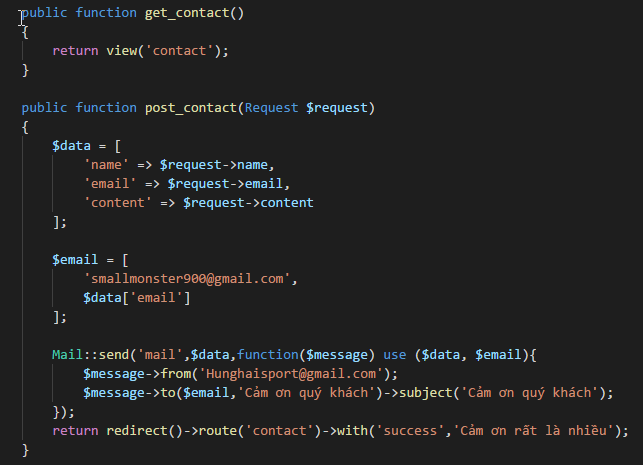 public function get_contact()
{
    return view('contact');
}

public function post_contact(Request $request)
{
    $data = [
        'name' => $request->name,
        'email' => $request->email,
        'content' => $request->content
    ];

    $email = [
        'smallmonster900@gmail.com',
        $data['email']
    ];

    Mail::send('mail',$data,function($message) use ($data, $email){
        $message->from('Hunghaisport@gmail.com');
        $message->to($email,'Cảm ơn quý khách')->subject('Cảm ơn quý khách');
    });
    return redirect()->route('contact')->with('success','Cảm ơn rất là nhiều');
}